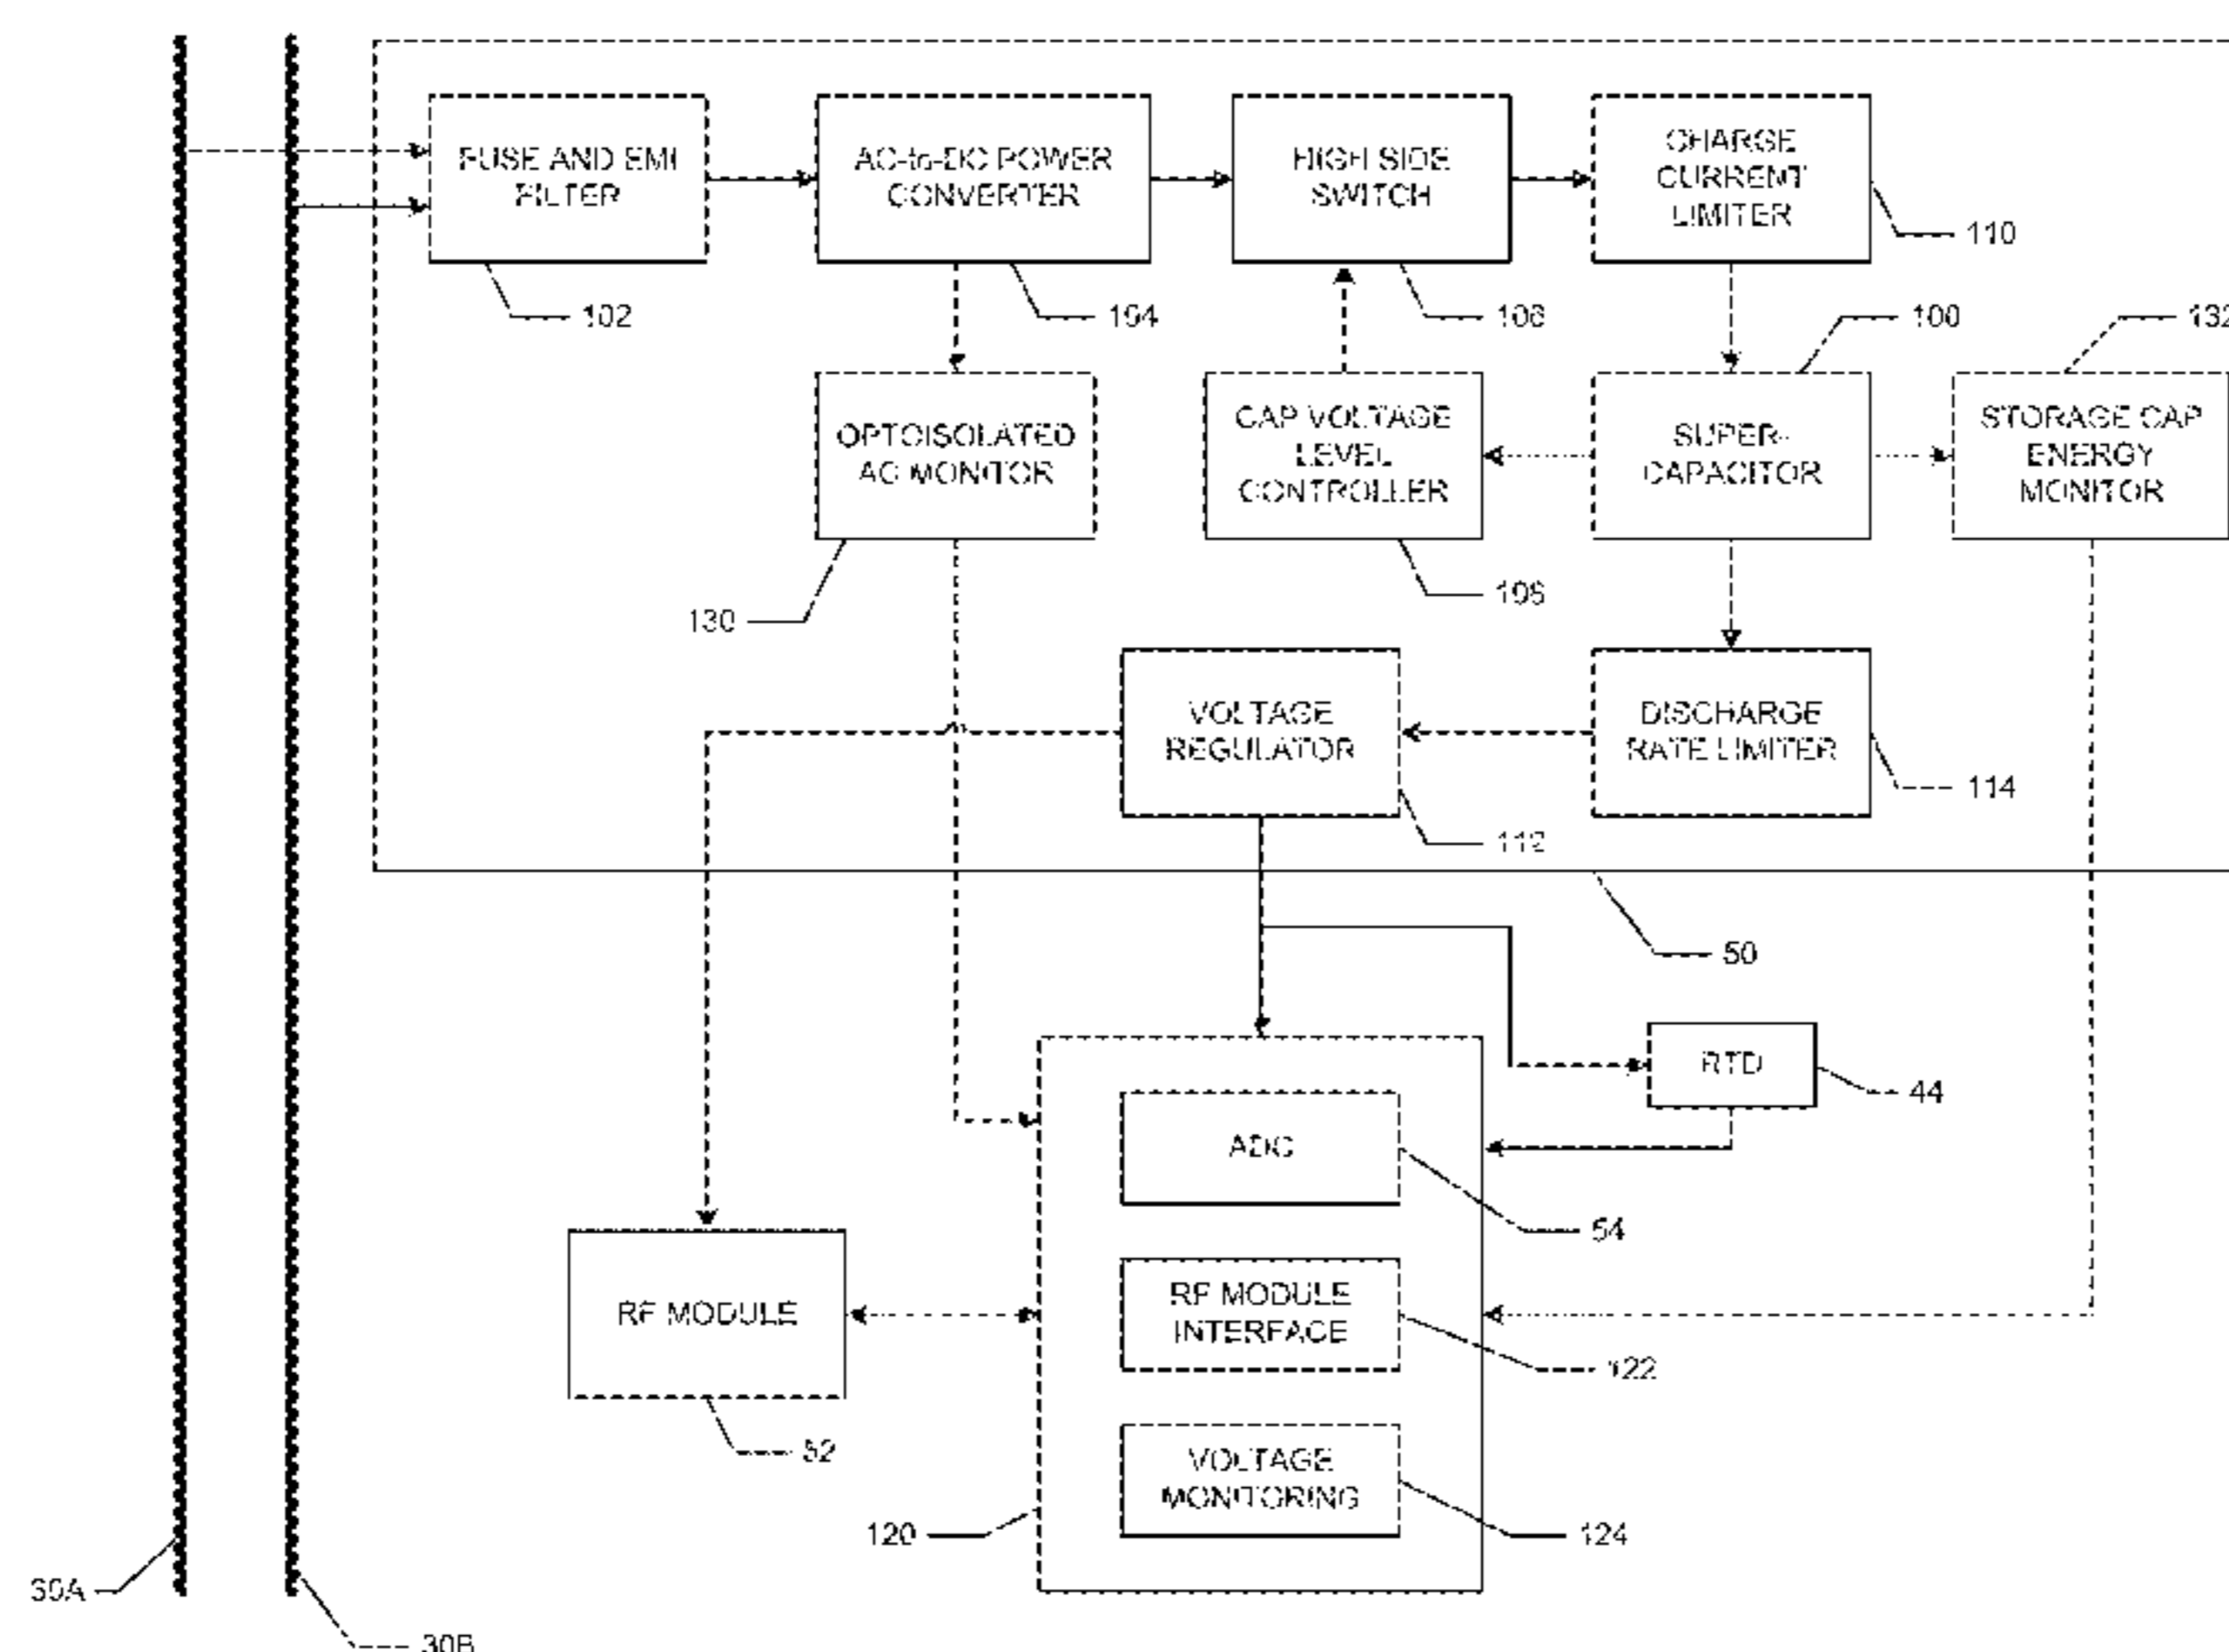 FUSE AND EMI
FILTER
AC-to-DC POWER
CONVERTER
HIGH SIDE
SWITCH
CHARGE
CURRENT
LIMITER
110
102
104
100
132
OPTOISOLATED
AC MONITOR
CAP VOLTAGE
LEVEL
CONTROLLER
SUPER-
CAPACITOR
STORAGE CAP
ENERGY
MONITOR
130
VOLTAGE
REGULATOR
DISCHARGE
RATE LIMITER
114
112
50
RTD
44
ADC
54
RF MODULE
RF MODULE
INTERFACE
122
52
VOLTAGE
MONITORING
120
124
30A
30B